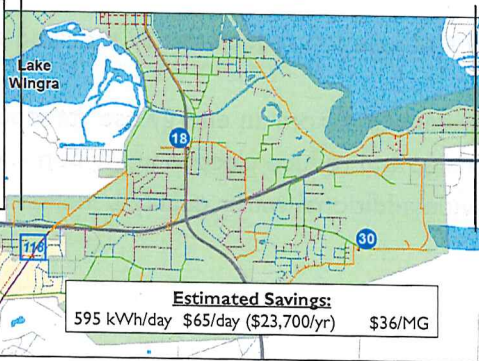 Lake
Wingra
18
116
30
Estimated Savings:
595 kWh/day $65/day ($23,700/yr) $36/MG